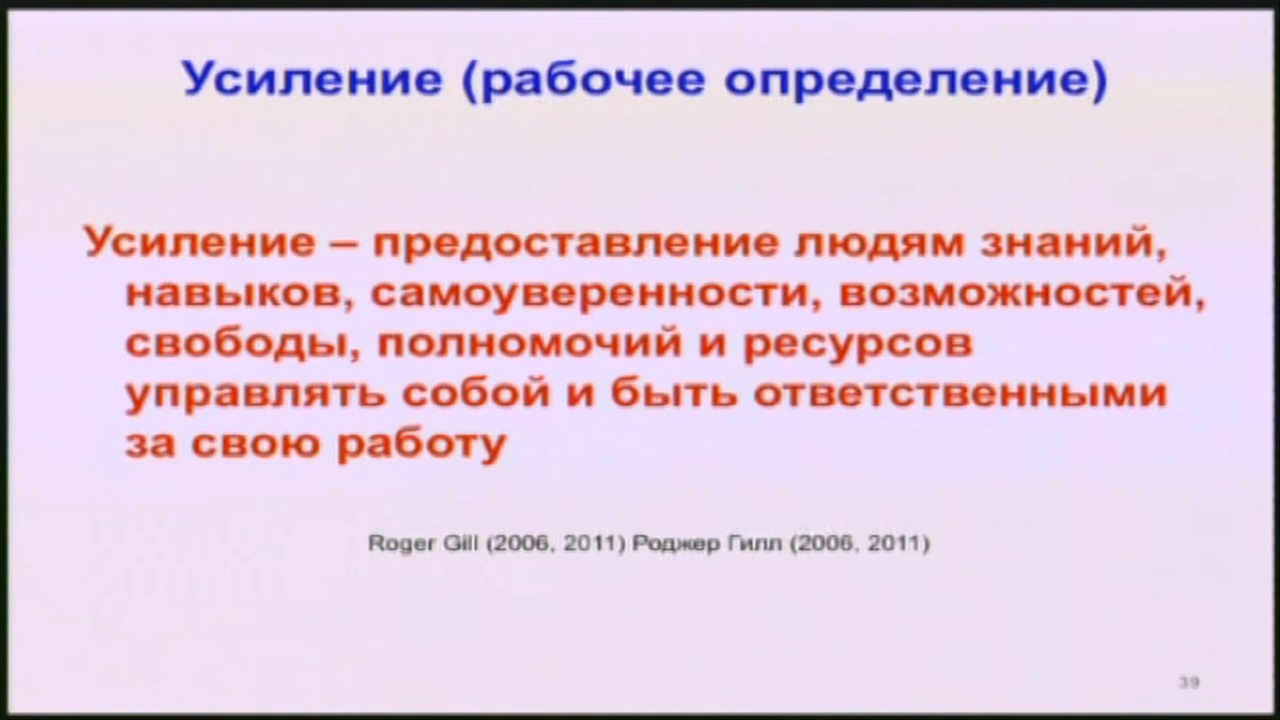 Усиление (рабочее определение)
Усиление – предоставление людям знаний,
навыков, самоуверенности, возможностей,
свободы, полномочий и ресурсов
управлять собой и быть ответственными
за свою работу
Roger Gill (2006, 2011) Роджер Гилл (2006, 2011)
39